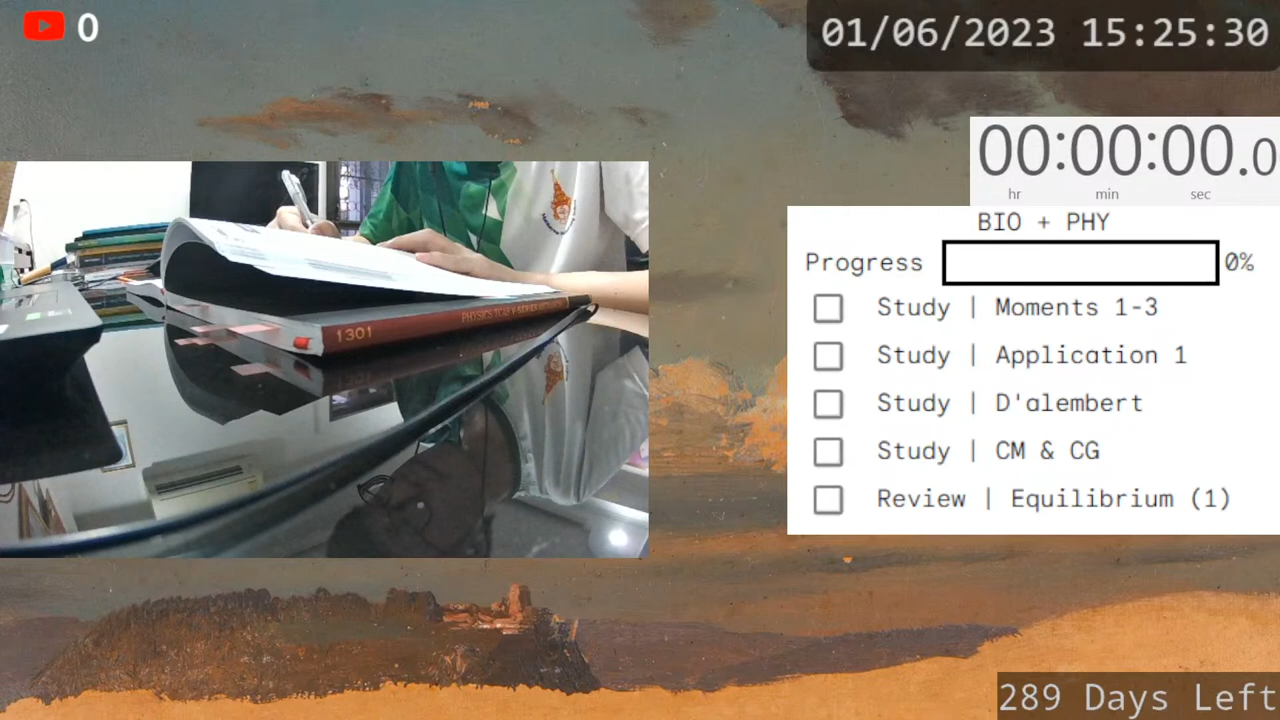 0
01/06/2023 15:25:30
00:00:00.0
hr min sec
BIO + PHY
Progress 0%
Study | Moments 1-3
Study | Application 1
Study | D'alembert
Study | CM & CG
Review | Equilibrium (1)
1301
289 Days Left